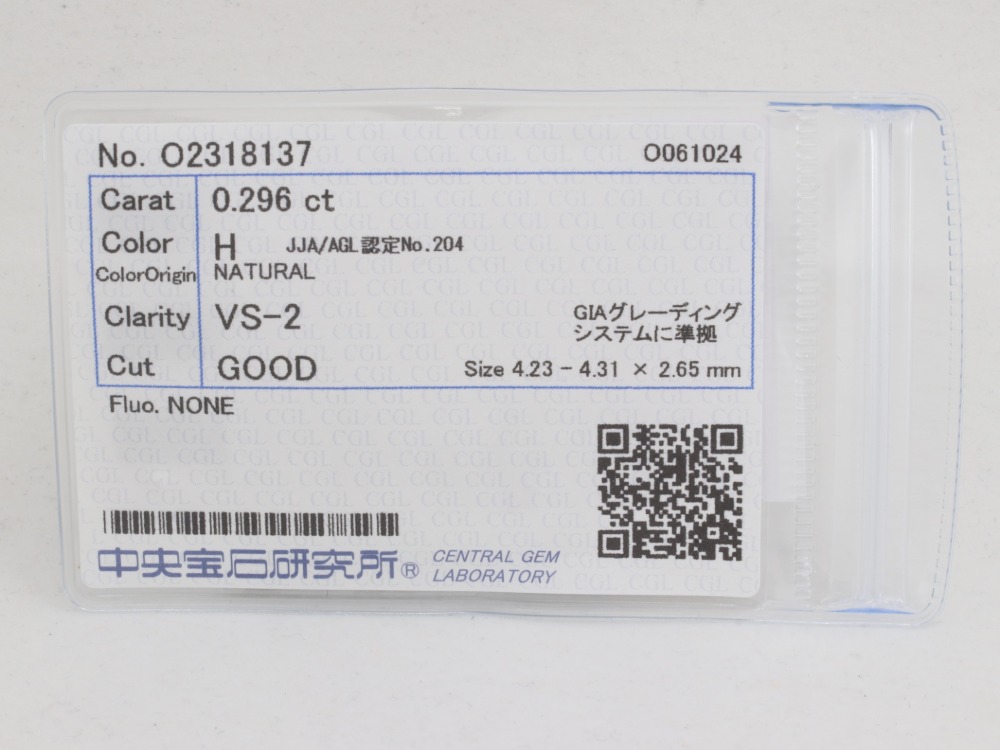 No. O2318137 O061024
Carat 0.296 ct
Color H JJA/AGL認定No.204
ColorOrigin NATURAL
Clarity VS-2 GIAグレーディング
システムに準拠
Cut GOOD Size 4.23 - 4.31 × 2.65 mm
Fluo. NONE
中央宝石研究所® CENTRAL GEM
LABORATORY